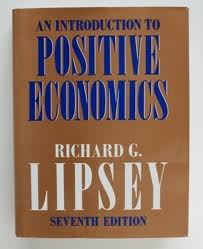 AN INTRODUCTION TO
POSITIVE
ECONOMICS
RICHARD G.
LIPSEY
SEVENTH EDITION